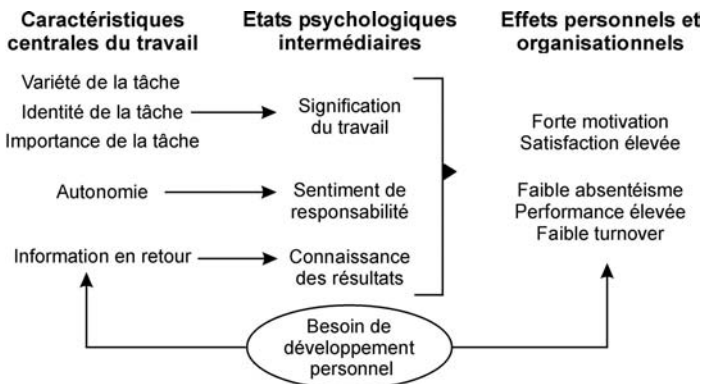 Caractéristiques
centrales du travail
Etats psychologiques
intermédiaires
Effets personnels et
organisationnels
Variété de la tâche
Identité de la tâche
Importance de la tâche
Signification
du travail
Forte motivation
Satisfaction élevée
Autonomie
Sentiment de
responsabilité
Faible absentéisme
Performance élevée
Faible turnover
Information en retour
Connaissance
des résultats
Besoin de
développement
personnel